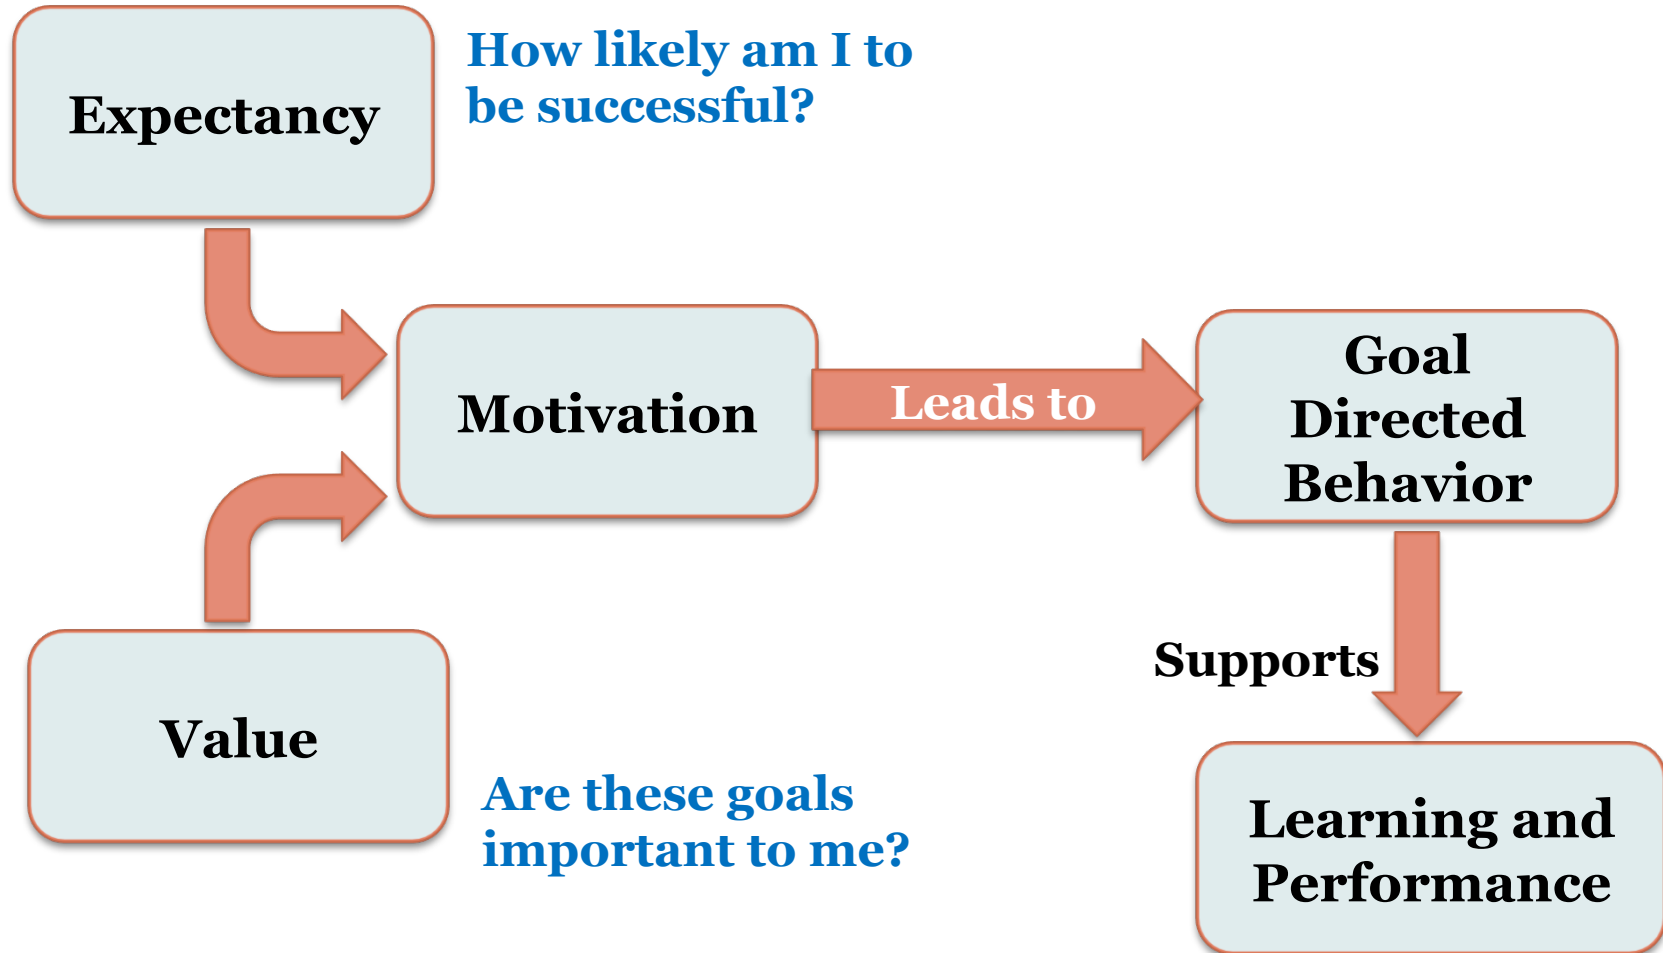 Expectancy
How likely am I to
be successful?
Motivation
Leads to
Goal
Directed
Behavior
Value
Are these goals
important to me?
Supports
Learning and
Performance